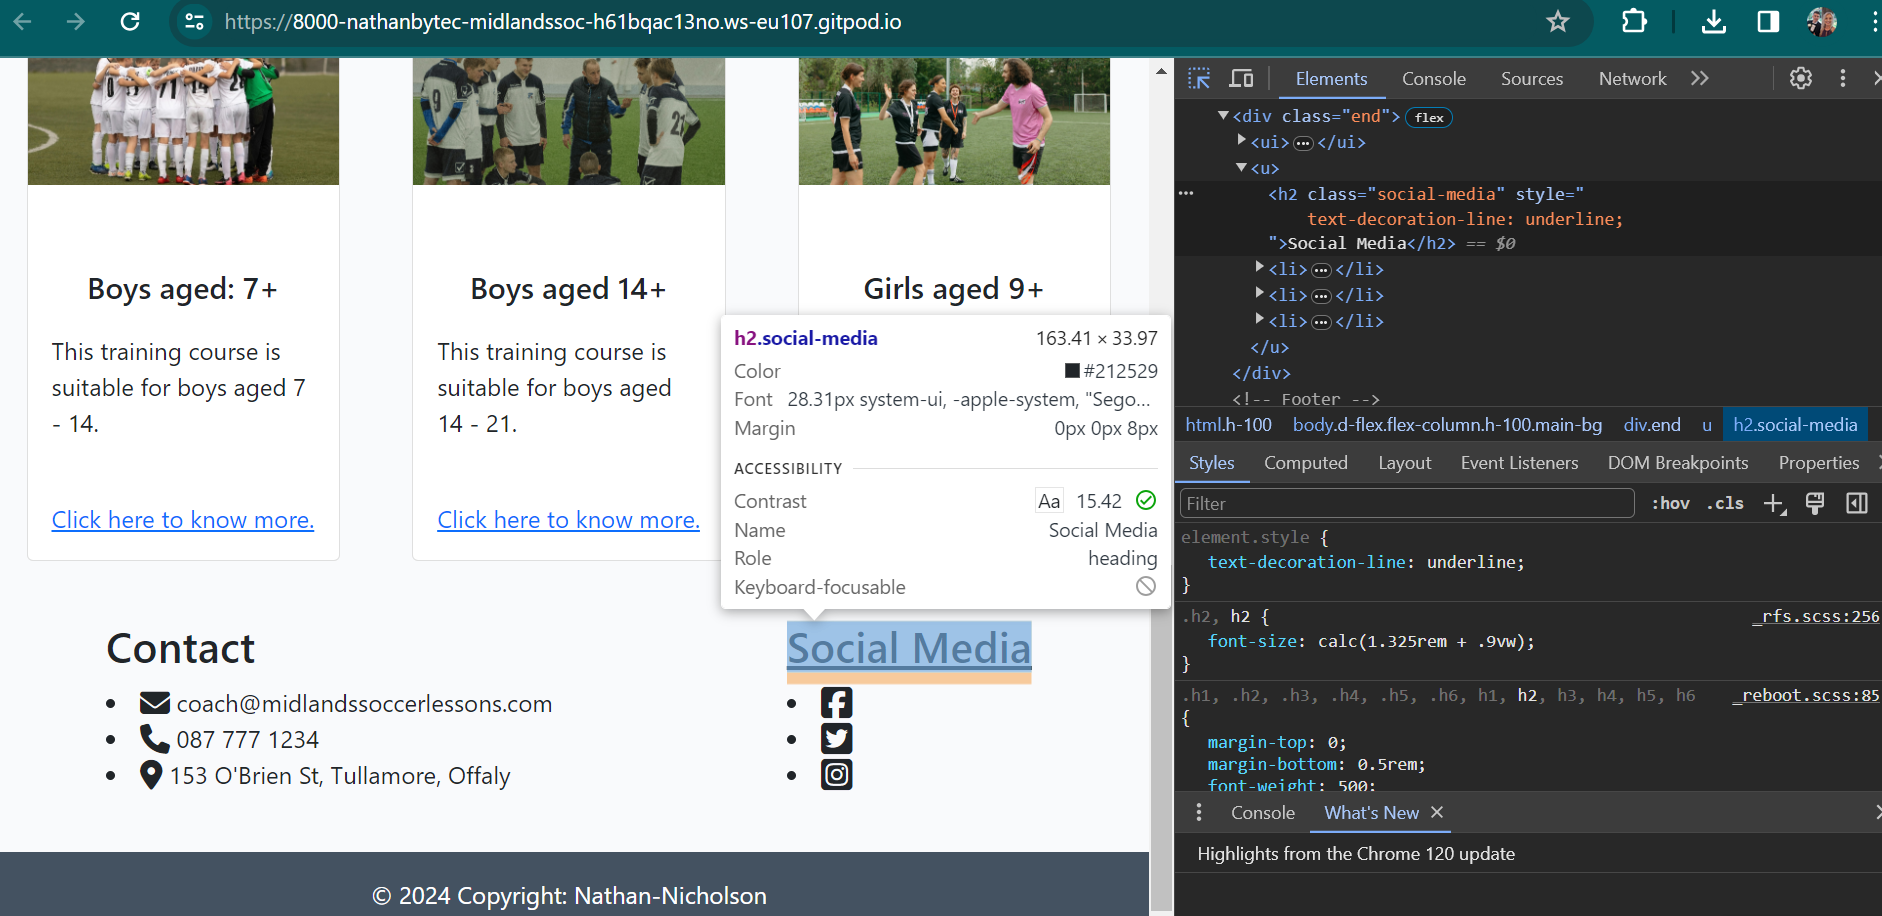 https://8000-nathanbytec-midlandssoc-h61bqac13no.ws-eu107.gitpod.io
9
21
Boys aged: 7+
This training course is
suitable for boys aged 7
- 14.
Click here to know more.
Boys aged 14+
This training course is
suitable for boys aged
14 - 21.
Click here to know more.
Girls aged 9+
h2.social-media 163.41 × 33.97
Color #212529
Font 28.31px system-ui, -apple-system, "Sego...
Margin 0px 0px 8px
ACCESSIBILITY
Contrast Aa 15.42
Name Social Media
Role heading
Keyboard-focusable
Contact
coach@midlandssoccerlessons.com
087 777 1234
153 O'Brien St, Tullamore, Offaly
Social Media
© 2024 Copyright: Nathan-Nicholson
Elements Console Sources Network
<div class="end"> flex
<ui> ••• </ui>
<u>
<h2 class="social-media" style="
text-decoration-line: underline;
">Social Media</h2> == $0
<li> ••• </li>
<li> ••• </li>
<li> ••• </li>
</u>
</div>
<!-- Footer -->
html.h-100 body.d-flex.flex-column.h-100.main-bg div.end u h2.social-media
Styles Computed Layout Event Listeners DOM Breakpoints Properties
Filter :hov .cls
element.style {
text-decoration-line: underline;
}
.h2, h2 { _rfs.scss:256
font-size: calc(1.325rem + .9vw);
}
.h1, .h2, .h3, .h4, .h5, .h6, h1, h2, h3, h4, h5, h6 _reboot.scss:85
{
margin-top: 0;
margin-bottom: 0.5rem;
font-weight: 500;
Console What's New
Highlights from the Chrome 120 update